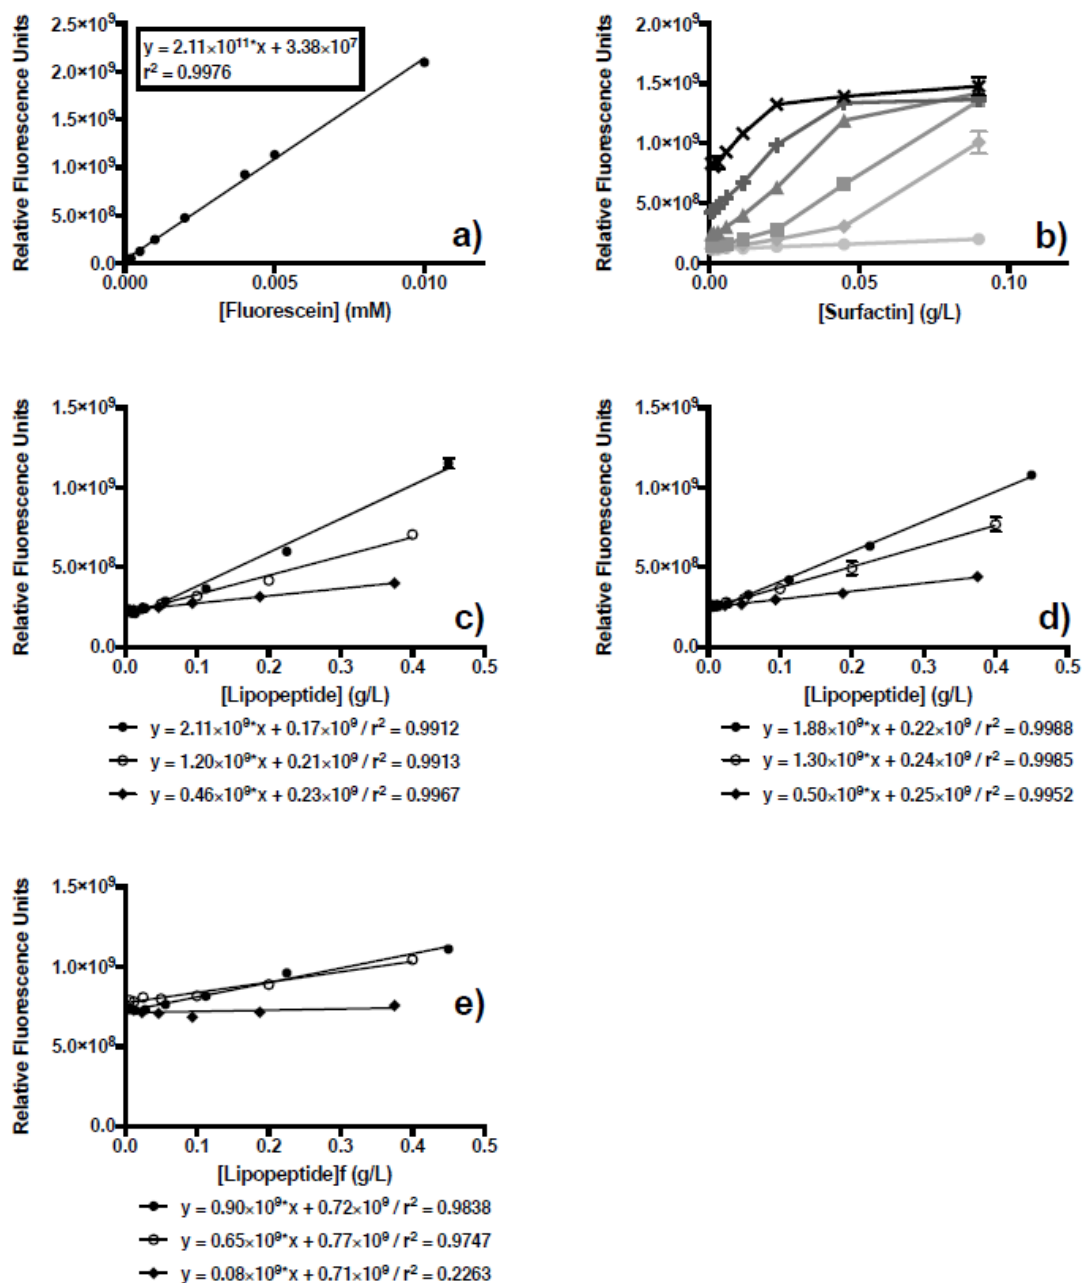 Relative Fluorescence Units
2.5×10⁹
2.0×10⁹
1.5×10⁹
1.0×10⁹
5.0×10⁸
0.0
y = 2.11×10¹¹*x + 3.38×10⁷
r² = 0.9976
a)
0.000
0.005
0.010
[Fluorescein] (mM)
Relative Fluorescence Units
2.0×10⁹
1.5×10⁹
1.0×10⁹
5.0×10⁸
0.0
b)
0.00
0.05
0.10
[Surfactin] (g/L)
Relative Fluorescence Units
1.5×10⁹
1.0×10⁹
5.0×10⁸
0.0
c)
0.0
0.1
0.2
0.3
0.4
0.5
[Lipopeptide] (g/L)
y = 2.11×10⁹*x + 0.17×10⁹ / r² = 0.9912
y = 1.20×10⁹*x + 0.21×10⁹ / r² = 0.9913
y = 0.46×10⁹*x + 0.23×10⁹ / r² = 0.9967
Relative Fluorescence Units
1.5×10⁹
1.0×10⁹
5.0×10⁸
0.0
d)
0.0
0.1
0.2
0.3
0.4
0.5
[Lipopeptide] (g/L)
y = 1.88×10⁹*x + 0.22×10⁹ / r² = 0.9988
y = 1.30×10⁹*x + 0.24×10⁹ / r² = 0.9985
y = 0.50×10⁹*x + 0.25×10⁹ / r² = 0.9952
Relative Fluorescence Units
1.5×10⁹
1.0×10⁹
5.0×10⁸
0.0
e)
0.0
0.1
0.2
0.3
0.4
0.5
[Lipopeptide]f (g/L)
y = 0.90×10⁹*x + 0.72×10⁹ / r² = 0.9838
y = 0.65×10⁹*x + 0.77×10⁹ / r² = 0.9747
y = 0.08×10⁹*x + 0.71×10⁹ / r² = 0.2263